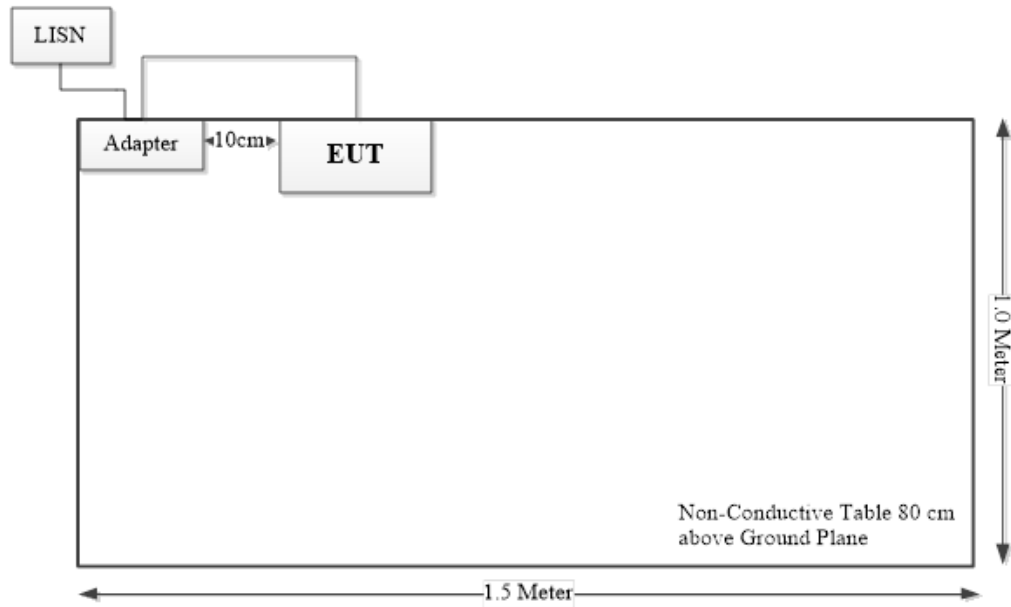 LISN
Adapter
10cm
EUT
1.0 Meter
Non-Conductive Table 80 cm
above Ground Plane
1.5 Meter